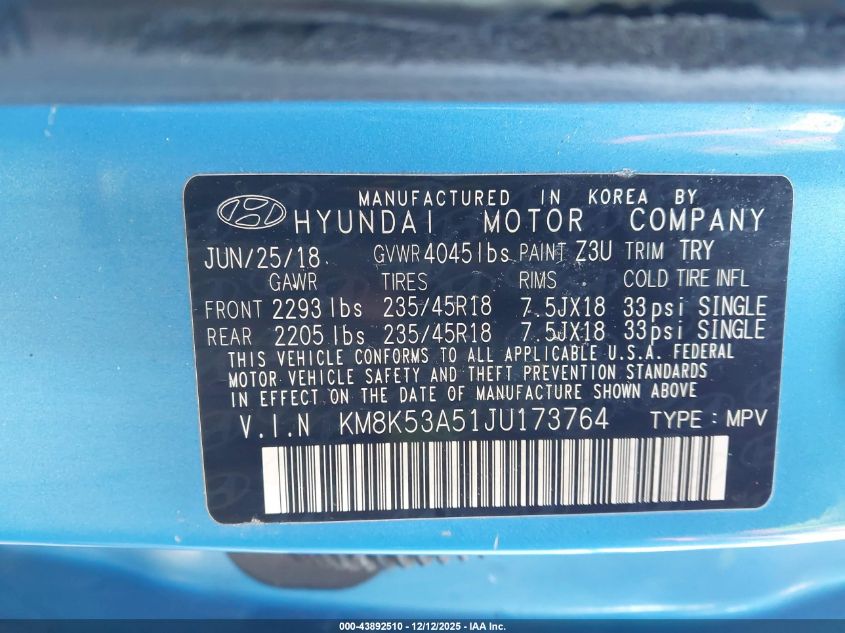 MANUFACTURED IN KOREA BY
HYUNDAI MOTOR COMPANY
JUN/25/18 GVWR 4045lbs PAINT Z3U TRIM TRY
GAWR TIRES RIMS COLD TIRE INFL
FRONT 2293 lbs 235/45R18 7.5JX18 33psi SINGLE
REAR 2205 lbs 235/45R18 7.5JX18 33psi SINGLE
THIS VEHICLE CONFORMS TO ALL APPLICABLE U.S.A. FEDERAL
MOTOR VEHICLE SAFETY AND THEFT PREVENTION STANDARDS
IN EFFECT ON THE DATE OF MANUFACTURE SHOWN ABOVE
V.I.N KM8K53A51JU173764 TYPE : MPV
000-43892510 - 12/12/2025 - IAA Inc.